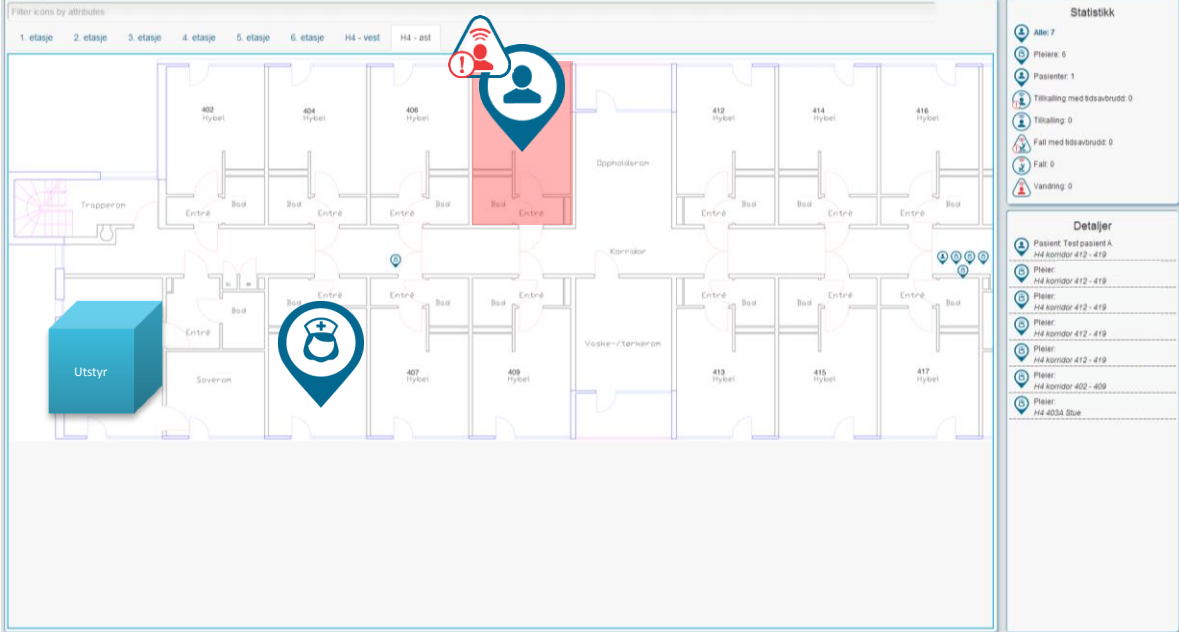 Filter icons by attributes
1. etasje 2. etasje 3. etasje 4. etasje 5. etasje 6. etasje H4 - vest H4 - øst
402
Hybel
404
Hybel
406
Hybel
412
Hybel
414
Hybel
416
Hybel
Oppholdsrom
Trapperom
Entré Bad Bad Entré Entré Bad Bad Entré Entré Bad Bad Entré Entré Bad
Korridor
Bad Entré Entré Bad Bad Entré Entré Bad Bad Entré Entré Bad
Bad
Entré
Vaske-/tørkerom
Utstyr
Soverom
407
Hybel
409
Hybel
413
Hybel
415
Hybel
417
Hybel
Statistikk
Alle: 7
Pleiere: 6
Pasienter: 1
Tilkalling med tidsavbrudd: 0
Tilkalling: 0
Fall med tidsavbrudd: 0
Fall: 0
Vandring: 0
Detaljer
Pasient: Test pasient A
H4 korridor 412 - 419
Pleier:
H4 korridor 412 - 419
Pleier:
H4 korridor 412 - 419
Pleier:
H4 korridor 412 - 419
Pleier:
H4 korridor 412 - 419
Pleier:
H4 korridor 402 - 409
Pleier:
H4 403A Stue